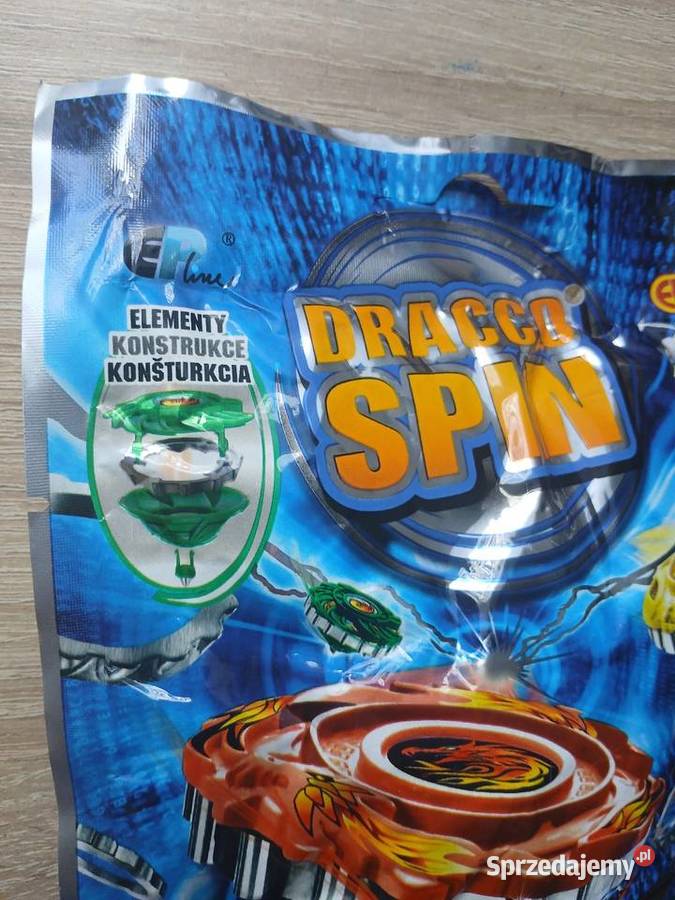 EP line ®
ELEMENTY
KONSTRUKCE
KONŠTURKCIA
DRACCO®
SPIN
Sprzedajemy.pl